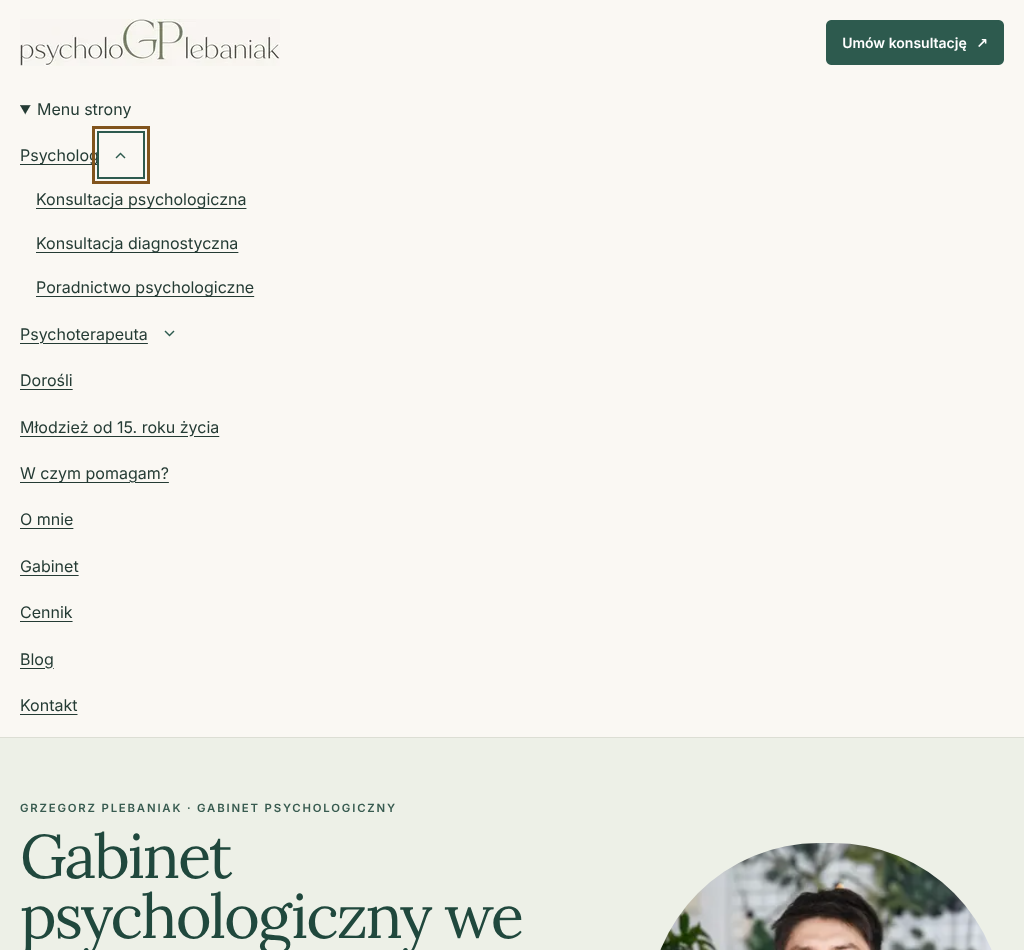 psycholoGPlebaniak
Umów konsultację ↗
▼ Menu strony
Psycholog
Konsultacja psychologiczna
Konsultacja diagnostyczna
Poradnictwo psychologiczne
Psychoterapeuta
Dorośli
Młodzież od 15. roku życia
W czym pomagam?
O mnie
Gabinet
Cennik
Blog
Kontakt
GRZEGORZ PLEBANIAK · GABINET PSYCHOLOGICZNY
Gabinet
psychologiczny we